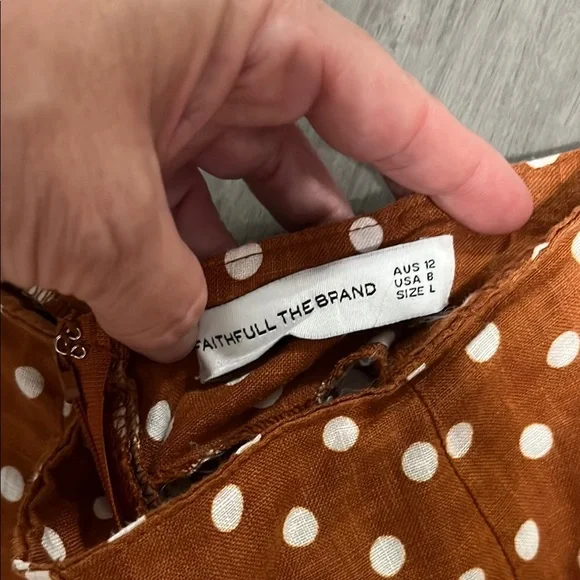 FAITHFULL THE BRAND
AUS 12
USA 8
SIZE L